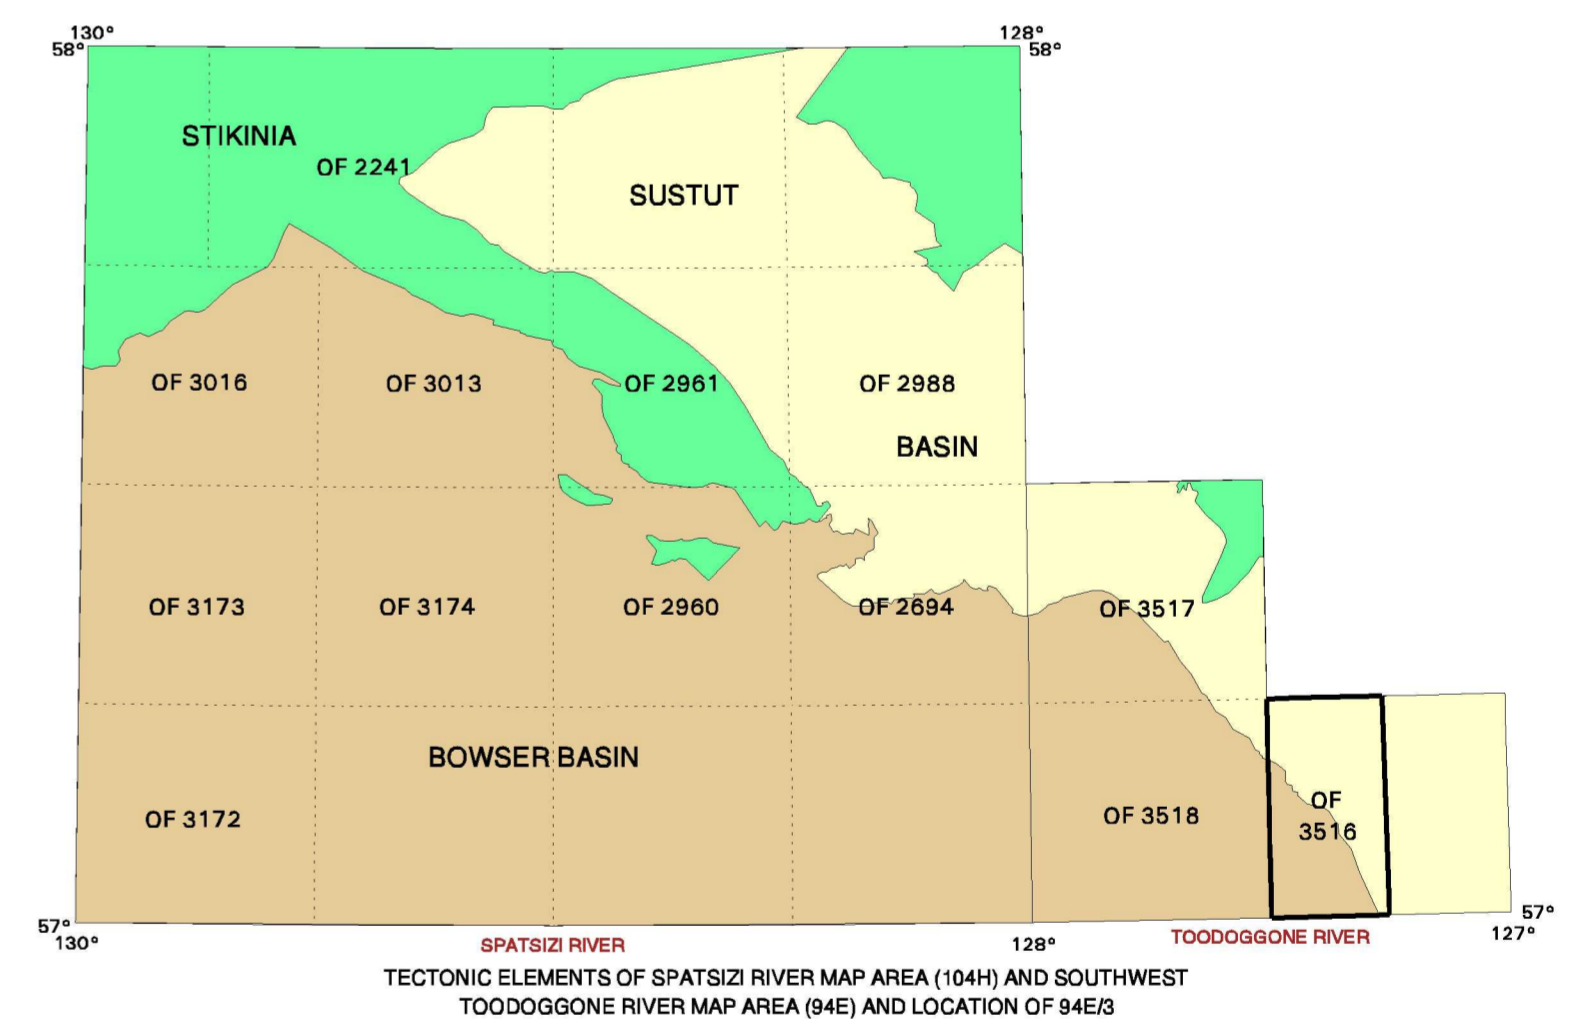 130°
128°
58°
58°
STIKINIA
OF 2241
SUSTUT
OF 3016
OF 3013
OF 2961
OF 2988
BASIN
OF 3173
OF 3174
OF 2960
OF 2694
OF 3517
BOWSER BASIN
OF 3172
OF 3518
OF
3516
57°
57°
130°
SPATSIZI RIVER
128°
TOODOGGONE RIVER
127°
TECTONIC ELEMENTS OF SPATSIZI RIVER MAP AREA (104H) AND SOUTHWEST
TOODOGGONE RIVER MAP AREA (94E) AND LOCATION OF 94E/3